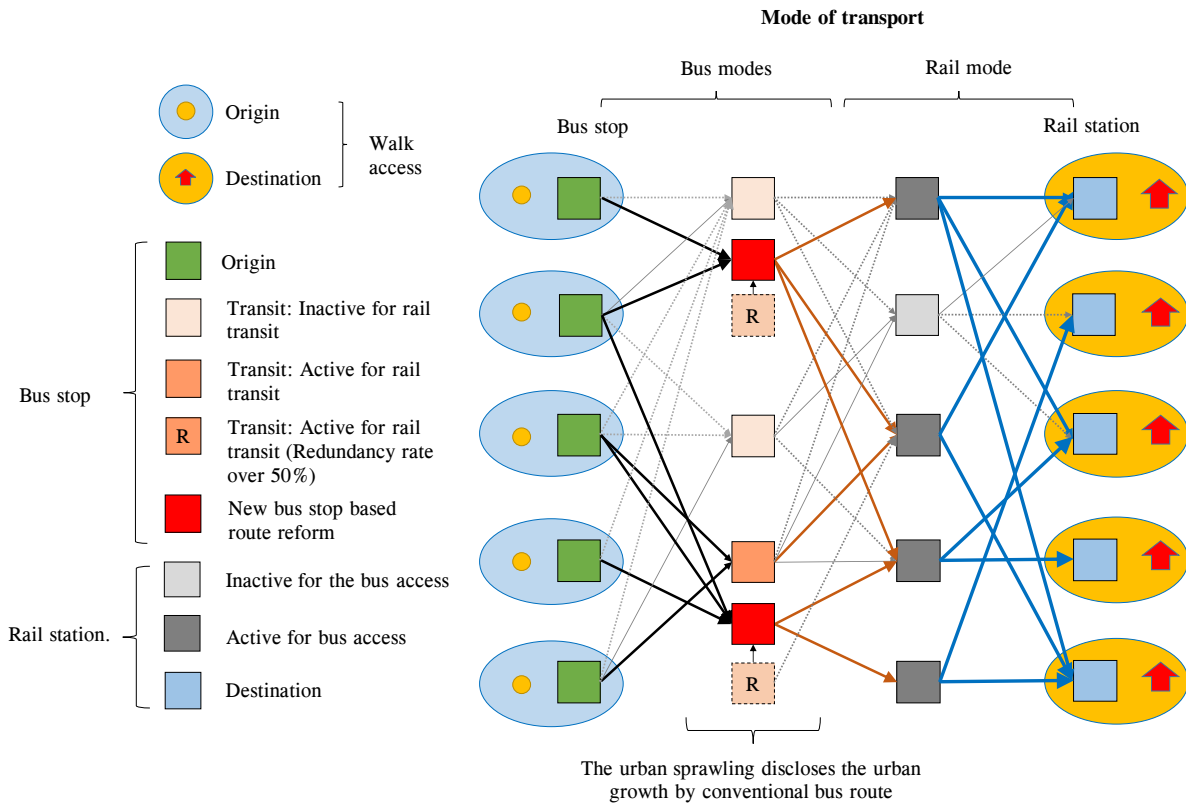 Mode of transport
Bus modes
Rail mode
Bus stop
Rail station
Origin
Destination
Walk
access
Bus stop
Origin
Transit: Inactive for rail
transit
Transit: Active for rail
transit
R
Transit: Active for rail
transit (Redundancy rate
over 50%)
New bus stop based
route reform
Rail station.
Inactive for the bus access
Active for bus access
Destination
R
R
The urban sprawling discloses the urban
growth by conventional bus route